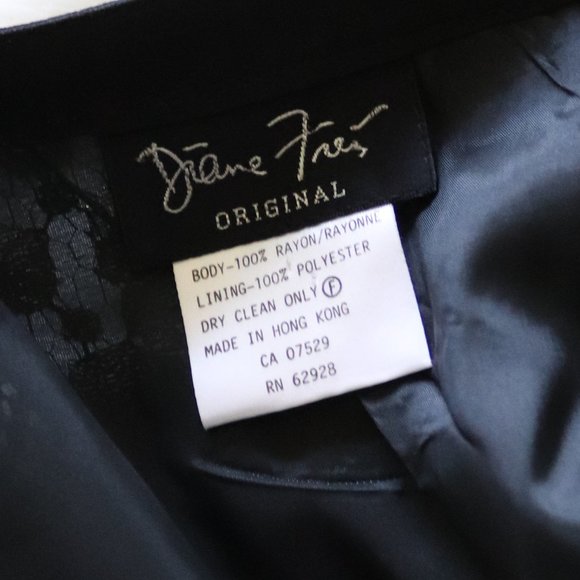 Diane Freis
ORIGINAL
BODY-100% RAYON/RAYONNE
LINING-100% POLYESTER
DRY CLEAN ONLY Ⓕ
MADE IN HONG KONG
CA 07529
RN 62928